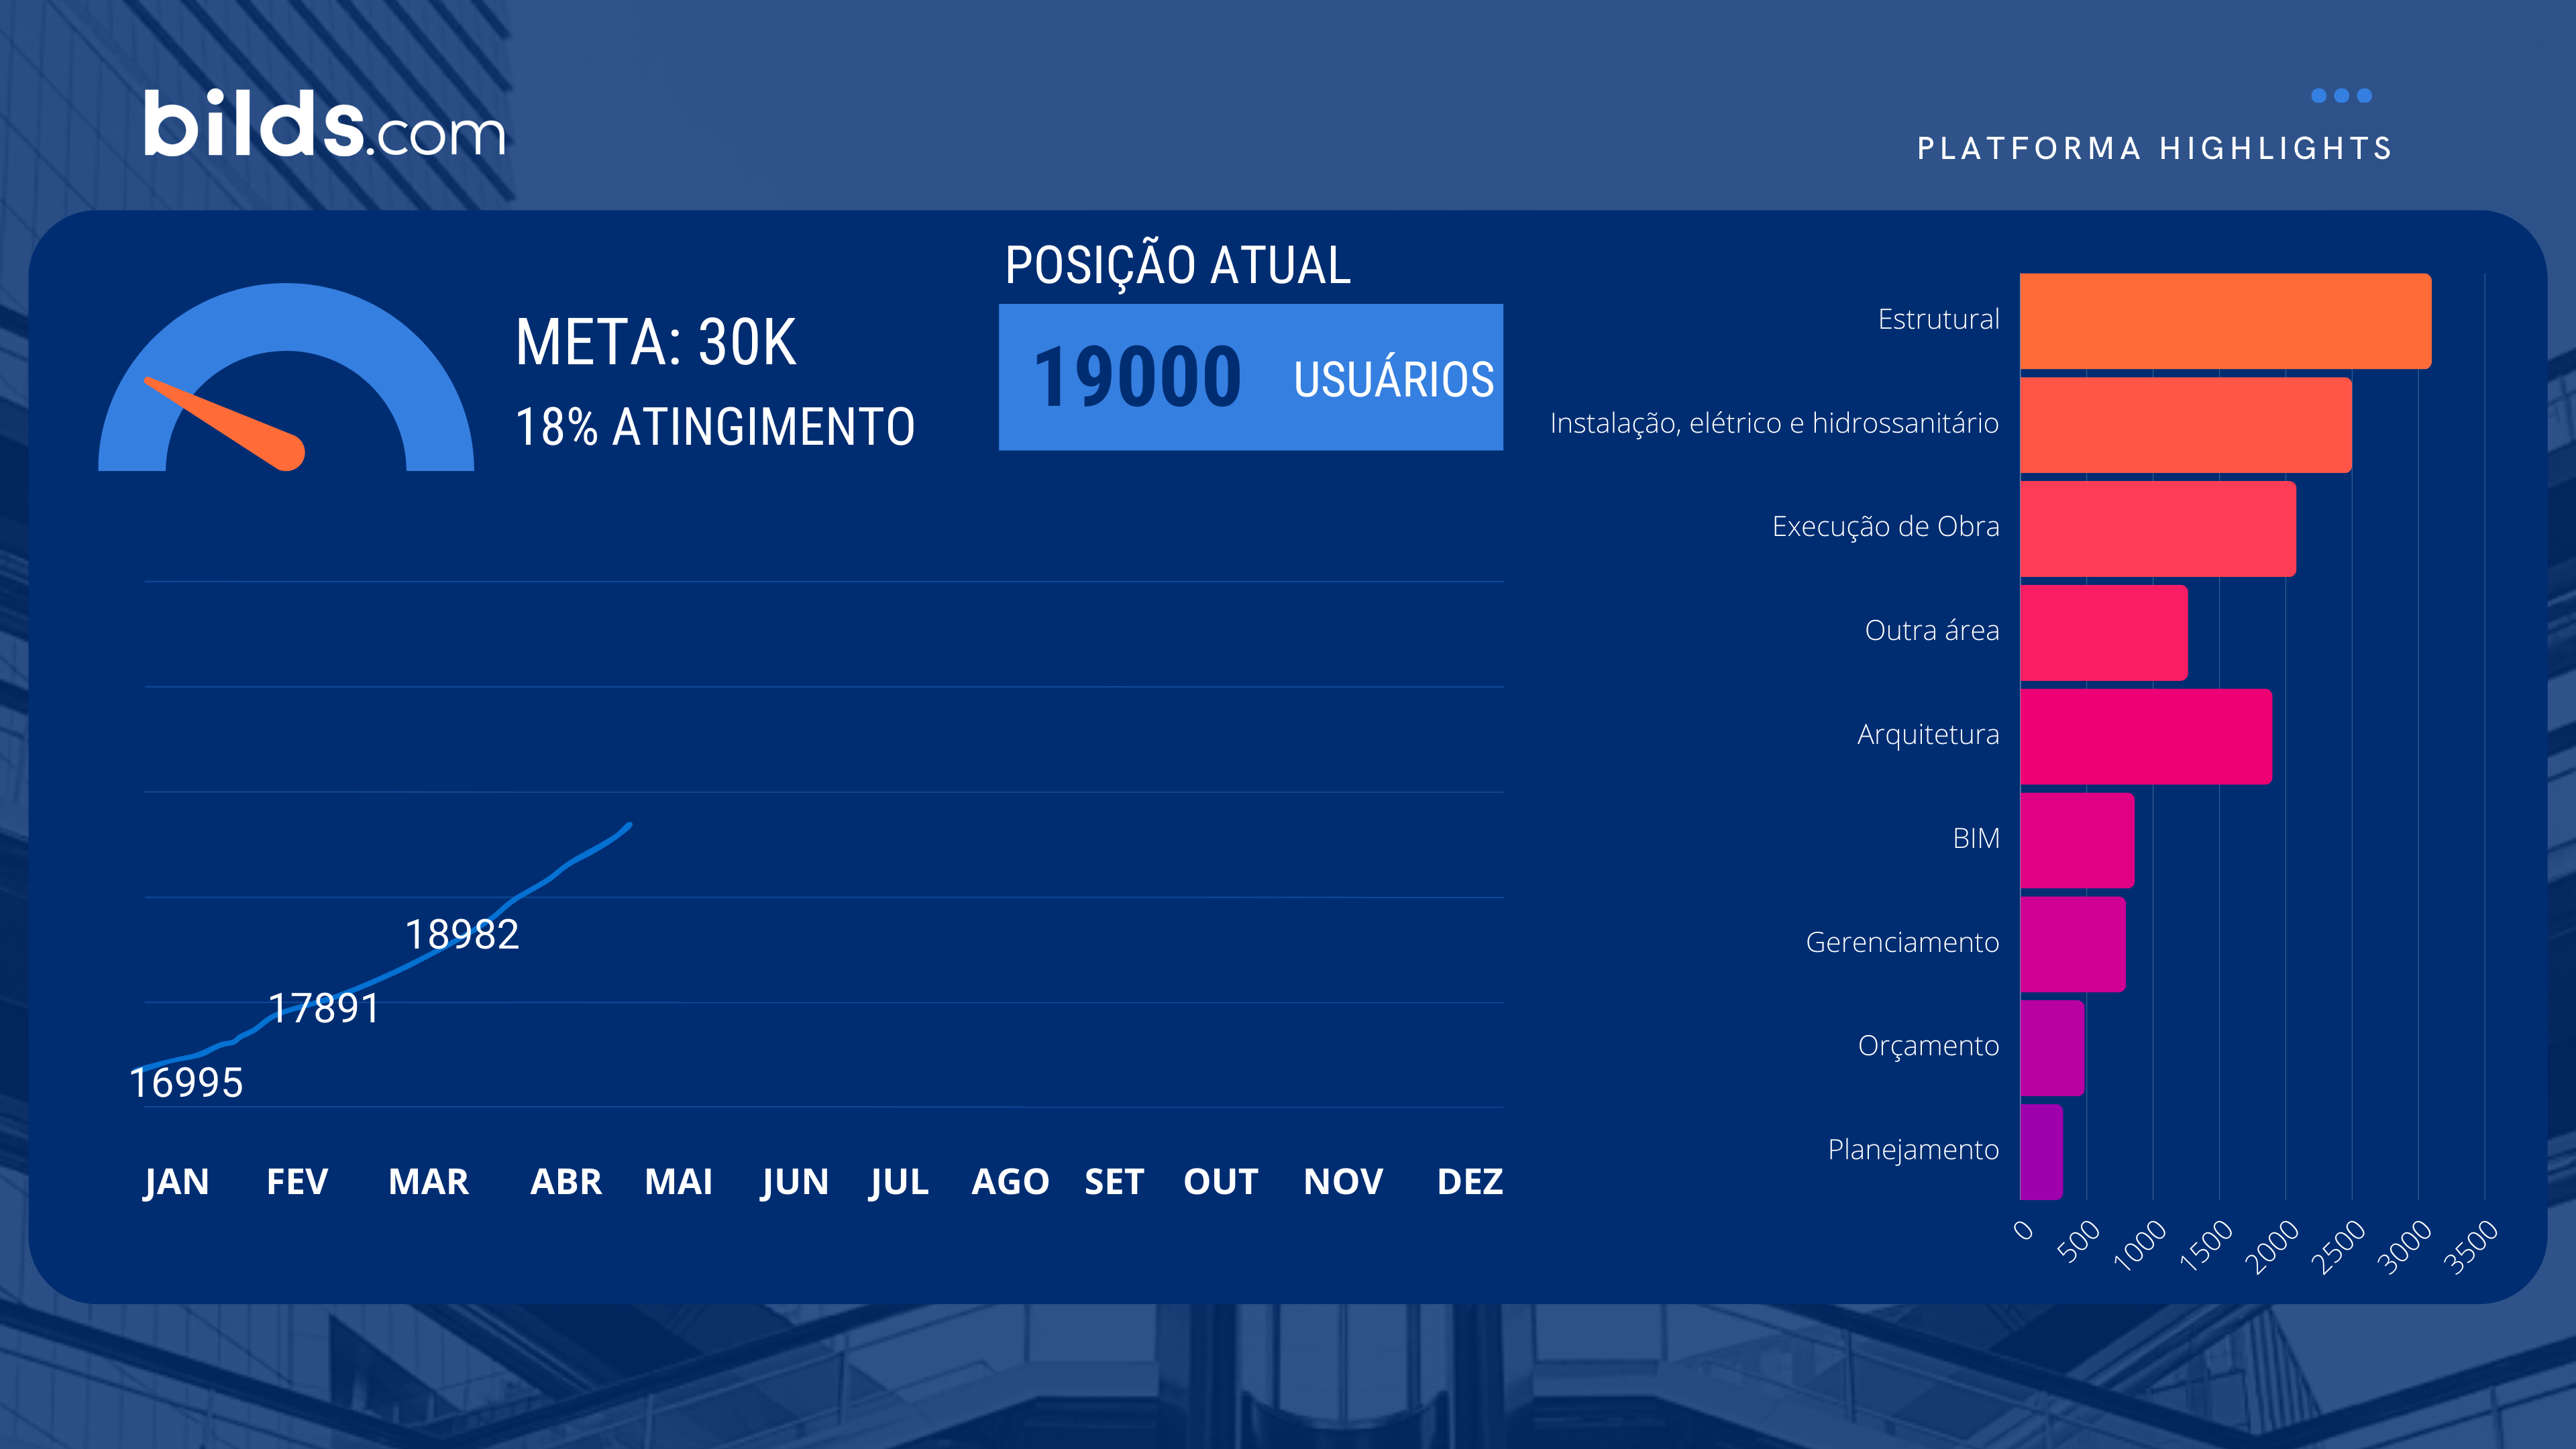 bilds.com
PLATFORMA HIGHLIGHTS
META: 30K
18% ATINGIMENTO
POSIÇÃO ATUAL
19000 USUÁRIOS
18982
17891
16995
JAN FEV MAR ABR MAI JUN JUL AGO SET OUT NOV DEZ
Estrutural
Instalação, elétrico e hidrossanitário
Execução de Obra
Outra área
Arquitetura
BIM
Gerenciamento
Orçamento
Planejamento
0 500 1000 1500 2000 2500 3000 3500